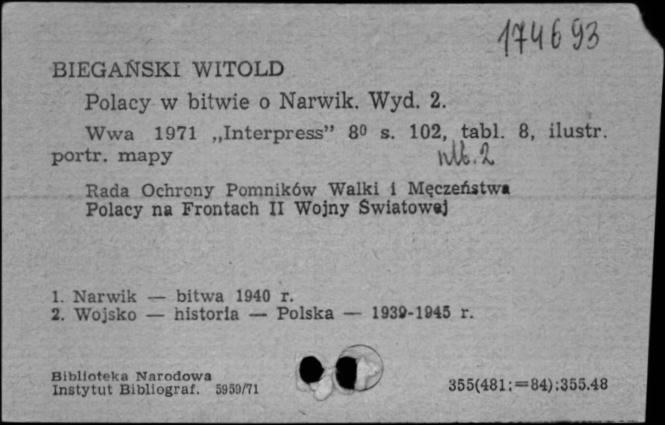 174693
BIEGAŃSKI WITOLD
Polacy w bitwie o Narwik. Wyd. 2.
Wwa 1971 „Interpress” 8⁰ s. 102, tabl. 8, ilustr.
portr. mapy nlb. 2
Rada Ochrony Pomników Walki i Męczeństwa
Polacy na Frontach II Wojny Światowej
1. Narwik — bitwa 1940 r.
2. Wojsko — historia — Polska — 1939-1945 r.
Biblioteka Narodowa
Instytut Bibliograf. 5959/71
355(481:=84):355.48